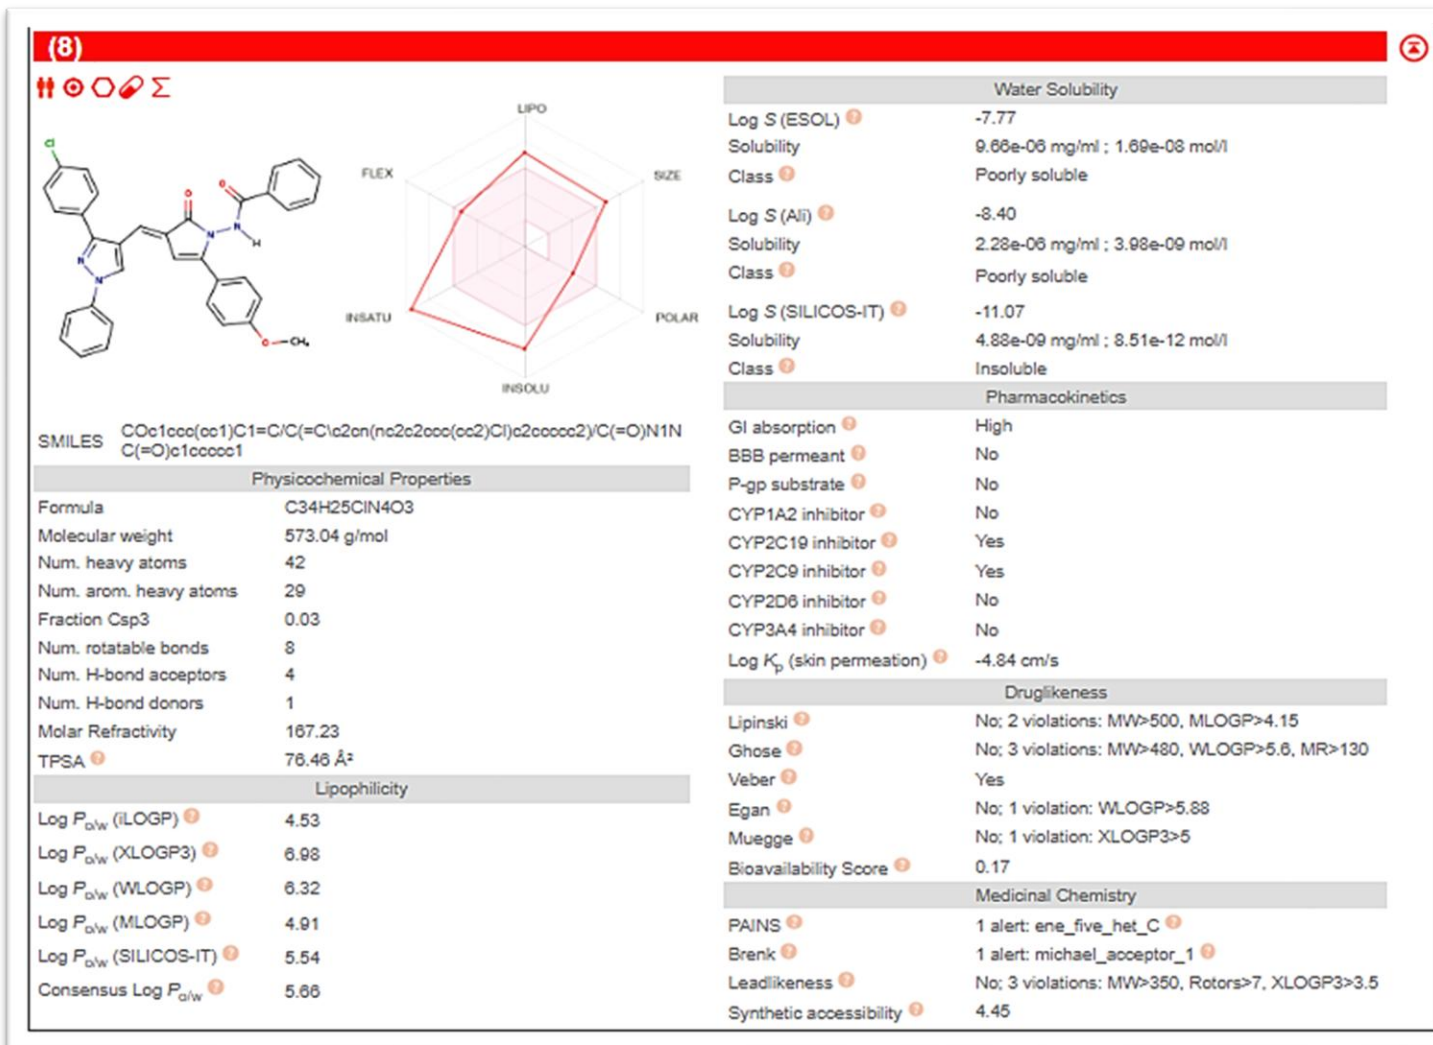 (8)
Cl
O
O
N
N
H
N
N
O—CH₃
LIPO
FLEX
SIZE
INSATU
POLAR
INSOLU
SMILES COc1ccc(cc1)C1=C/C(=C\c2cn(nc2c2ccc(cc2)Cl)c2ccccc2)/C(=O)N1N
C(=O)c1ccccc1
Physicochemical Properties
Formula C34H25ClN4O3
Molecular weight 573.04 g/mol
Num. heavy atoms 42
Num. arom. heavy atoms 29
Fraction Csp3 0.03
Num. rotatable bonds 8
Num. H-bond acceptors 4
Num. H-bond donors 1
Molar Refractivity 167.23
TPSA ? 76.46 Å²
Lipophilicity
Log Po/w (iLOGP) ? 4.53
Log Po/w (XLOGP3) ? 6.98
Log Po/w (WLOGP) ? 6.32
Log Po/w (MLOGP) ? 4.91
Log Po/w (SILICOS-IT) ? 5.54
Consensus Log Po/w ? 5.66
Water Solubility
Log S (ESOL) ? -7.77
Solubility 9.66e-06 mg/ml ; 1.69e-08 mol/l
Class ? Poorly soluble
Log S (Ali) ? -8.40
Solubility 2.28e-06 mg/ml ; 3.98e-09 mol/l
Class ? Poorly soluble
Log S (SILICOS-IT) ? -11.07
Solubility 4.88e-09 mg/ml ; 8.51e-12 mol/l
Class ? Insoluble
Pharmacokinetics
GI absorption ? High
BBB permeant ? No
P-gp substrate ? No
CYP1A2 inhibitor ? No
CYP2C19 inhibitor ? Yes
CYP2C9 inhibitor ? Yes
CYP2D6 inhibitor ? No
CYP3A4 inhibitor ? No
Log Kp (skin permeation) ? -4.84 cm/s
Druglikeness
Lipinski ? No; 2 violations: MW>500, MLOGP>4.15
Ghose ? No; 3 violations: MW>480, WLOGP>5.6, MR>130
Veber ? Yes
Egan ? No; 1 violation: WLOGP>5.88
Muegge ? No; 1 violation: XLOGP3>5
Bioavailability Score ? 0.17
Medicinal Chemistry
PAINS ? 1 alert: ene_five_het_C ?
Brenk ? 1 alert: michael_acceptor_1 ?
Leadlikeness ? No; 3 violations: MW>350, Rotors>7, XLOGP3>3.5
Synthetic accessibility ? 4.45